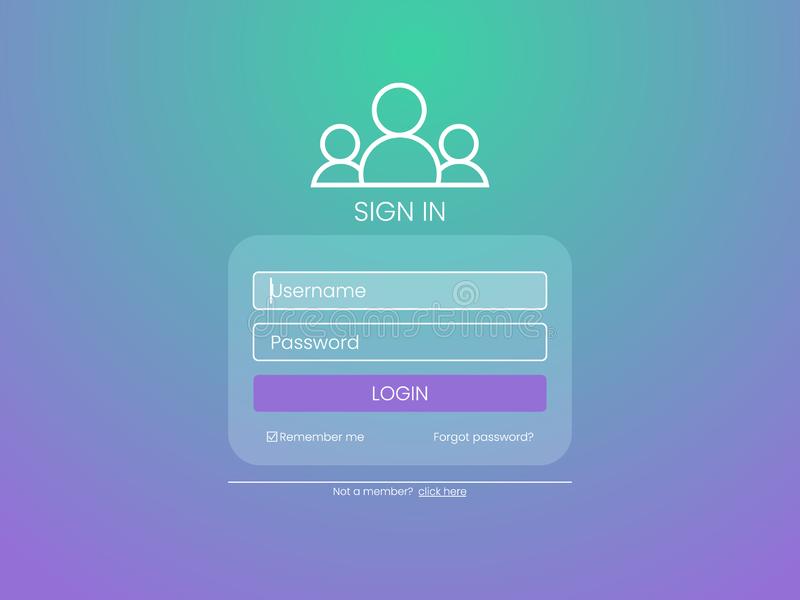 SIGN IN
Username
dreamstime
Password
LOGIN
Remember me
Forgot password?
Not a member? click here